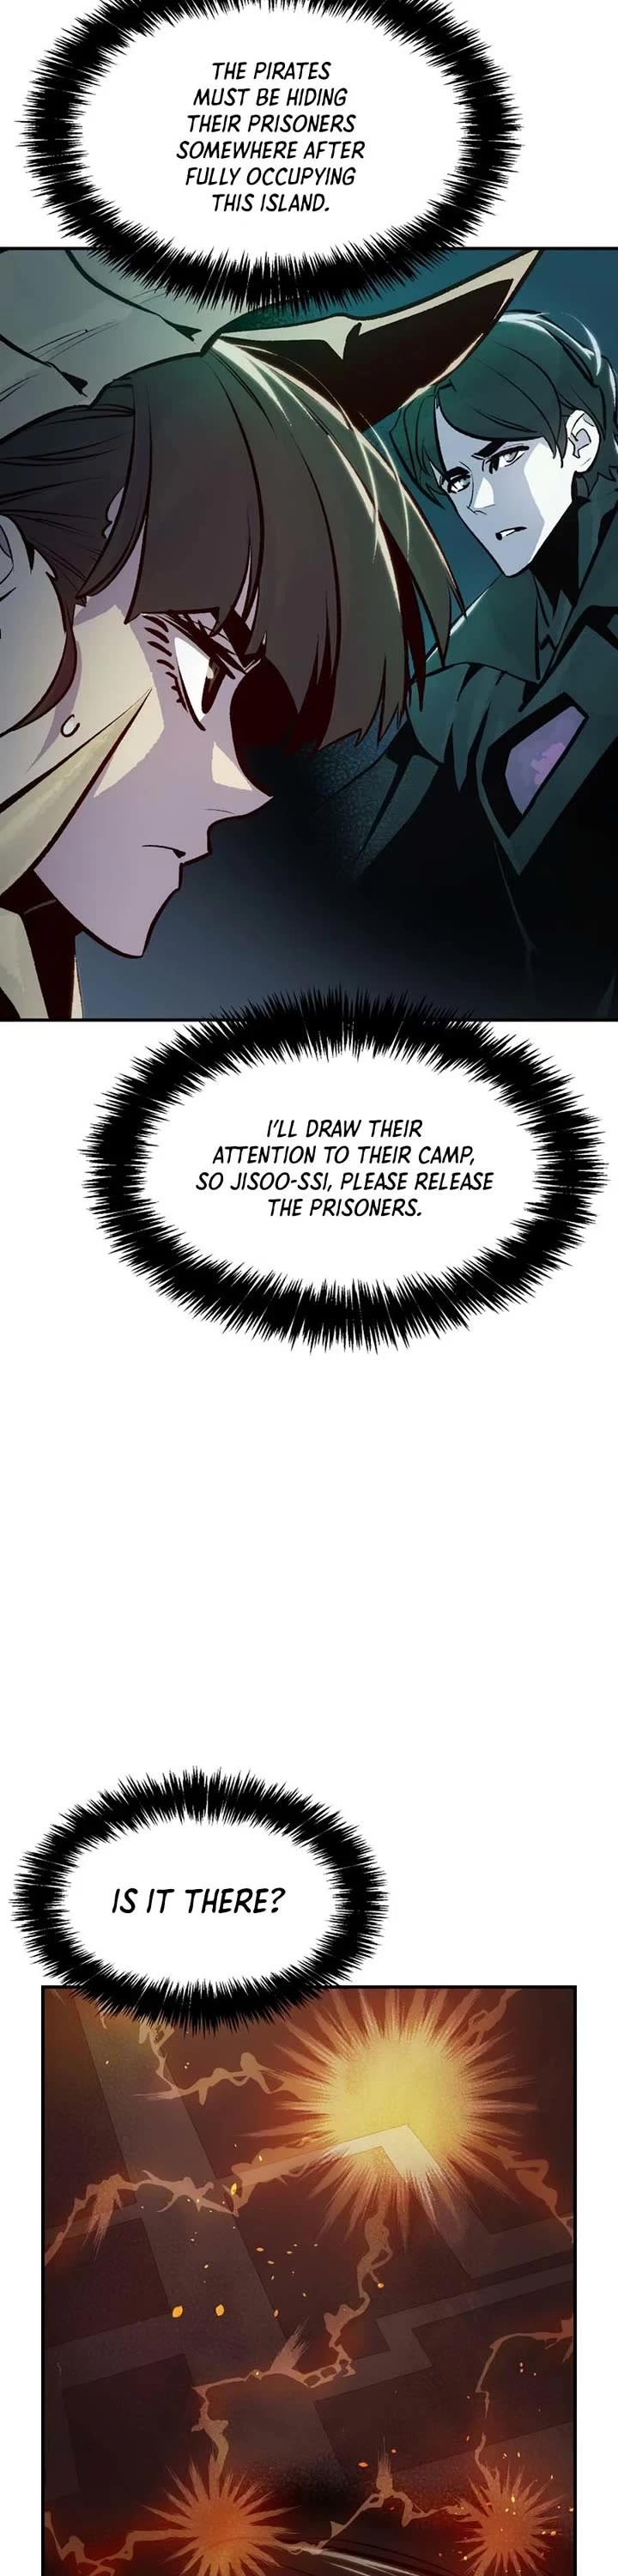 THE PIRATES
MUST BE HIDING
THEIR PRISONERS
SOMEWHERE AFTER
FULLY OCCUPYING
THIS ISLAND.
I'LL DRAW THEIR
ATTENTION TO THEIR CAMP,
SO JISOO-SSI, PLEASE RELEASE
THE PRISONERS.
IS IT THERE?